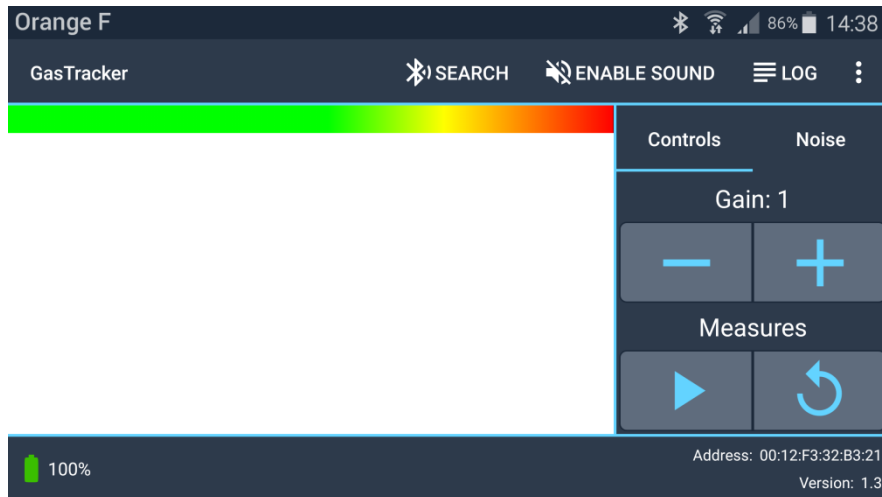 Orange F 86% 14:38
GasTracker SEARCH ENABLE SOUND LOG
Controls Noise
Gain: 1
Measures
100%
Address: 00:12:F3:32:B3:21
Version: 1.3